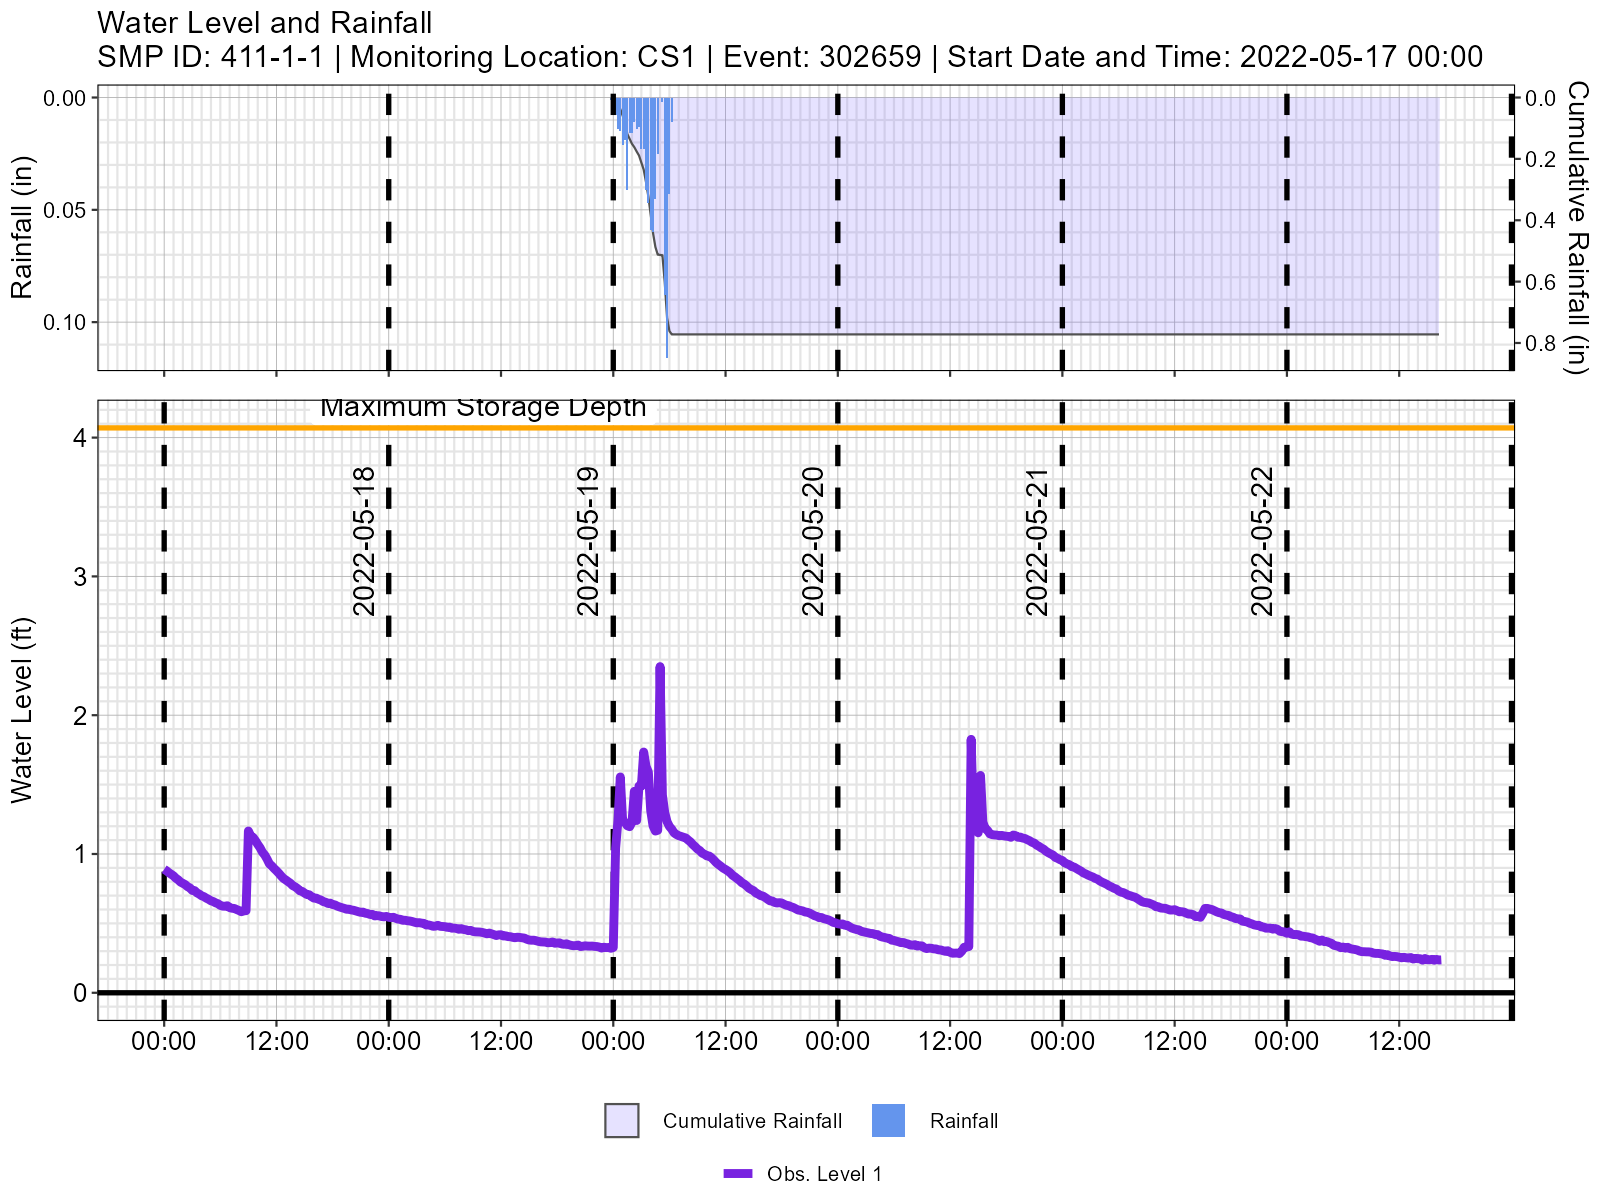 Water Level and Rainfall
SMP ID: 411-1-1 | Monitoring Location: CS1 | Event: 302659 | Start Date and Time: 2022-05-17 00:00
Rainfall (in)
0.00
0.05
0.10
0.0
0.2
0.4
0.6
0.8
Cumulative Rainfall (in)
Maximum Storage Depth
Water Level (ft)
4
3
2
1
0
2022-05-18
2022-05-19
2022-05-20
2022-05-21
2022-05-22
00:00 12:00 00:00 12:00 00:00 12:00 00:00 12:00 00:00 12:00 00:00 12:00
Cumulative Rainfall
Rainfall
Obs. Level 1